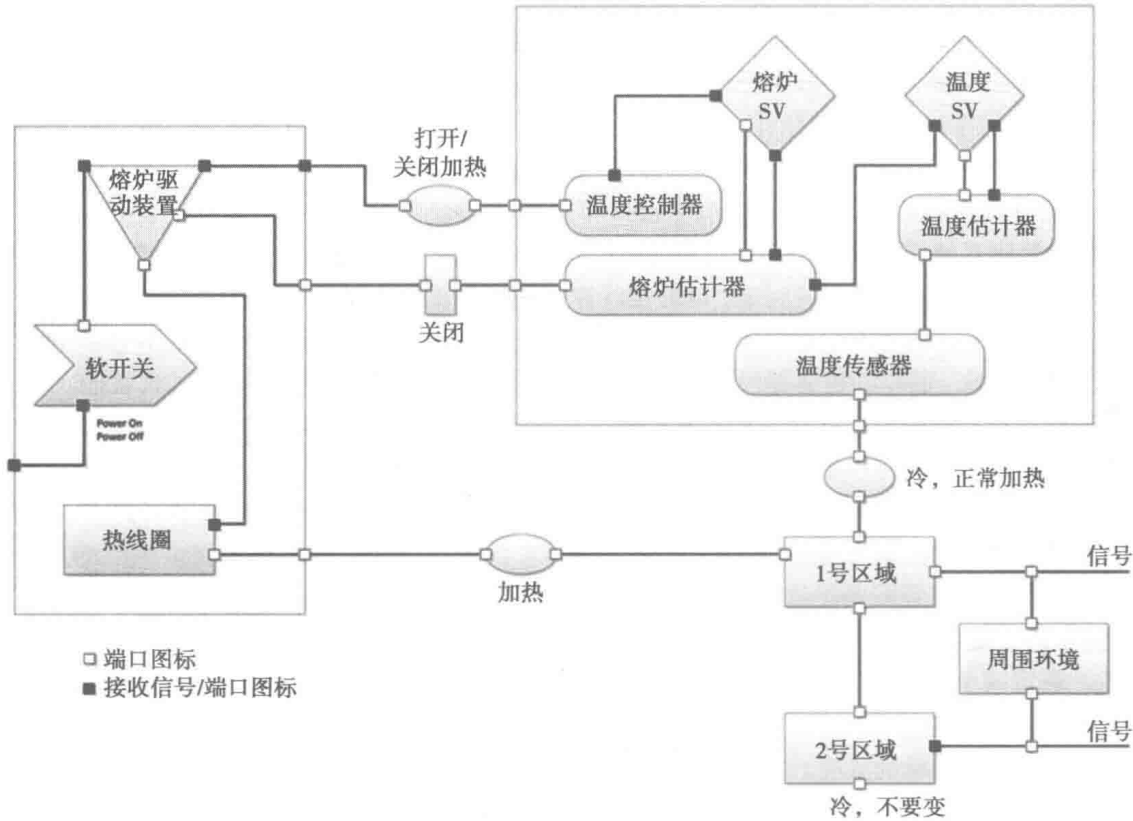 熔炉
SV
温度
SV
打开/
关闭加热
熔炉驱
动装置
温度控制器
温度估计器
熔炉估计器
关闭
软开关
温度传感器
Power On
Power Off
冷，正常加热
热线圈
加热
1号区域
信号
端口图标
周围环境
接收信号/端口图标
信号
2号区域
冷，不要变